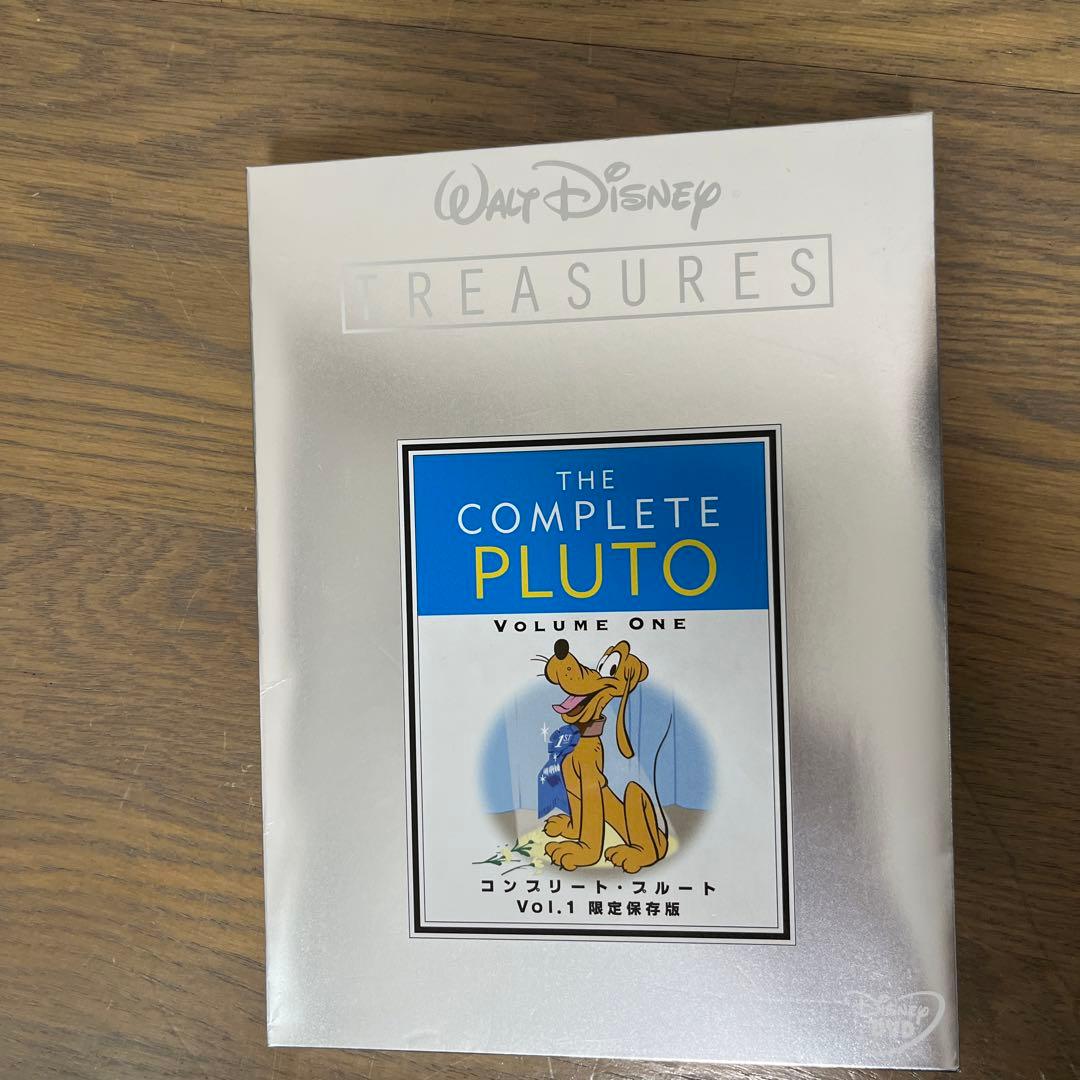 WALT DISNEY
TREASURES
THE
COMPLETE
PLUTO
VOLUME ONE
1ST
コンプリート・プルート
Vol.1 限定保存版
DISNEY
DVD